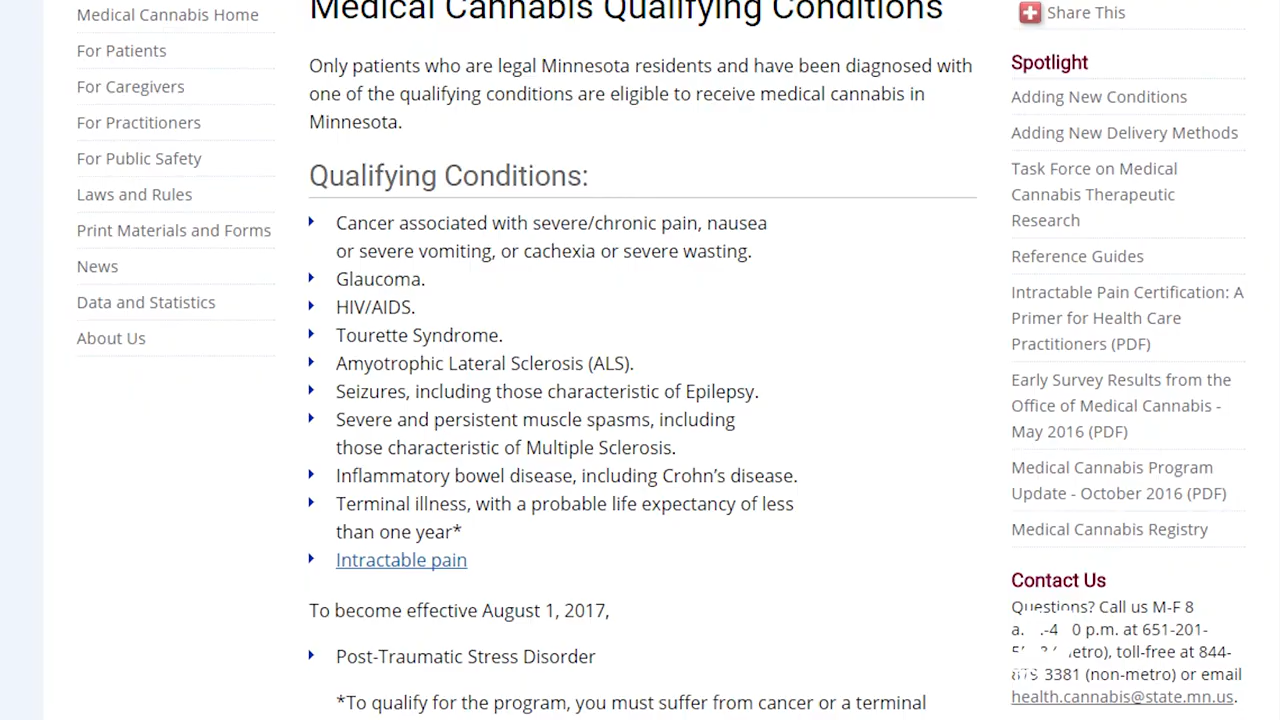 Medical Cannabis Home
For Patients
For Caregivers
For Practitioners
For Public Safety
Laws and Rules
Print Materials and Forms
News
Data and Statistics
About Us
Medical Cannabis Qualifying Conditions
Only patients who are legal Minnesota residents and have been diagnosed with
one of the qualifying conditions are eligible to receive medical cannabis in
Minnesota.
Qualifying Conditions:
Cancer associated with severe/chronic pain, nausea
or severe vomiting, or cachexia or severe wasting.
Glaucoma.
HIV/AIDS.
Tourette Syndrome.
Amyotrophic Lateral Sclerosis (ALS).
Seizures, including those characteristic of Epilepsy.
Severe and persistent muscle spasms, including
those characteristic of Multiple Sclerosis.
Inflammatory bowel disease, including Crohn’s disease.
Terminal illness, with a probable life expectancy of less
than one year*
Intractable pain
To become effective August 1, 2017,
Post-Traumatic Stress Disorder
*To qualify for the program, you must suffer from cancer or a terminal
Share This
Spotlight
Adding New Conditions
Adding New Delivery Methods
Task Force on Medical
Cannabis Therapeutic
Research
Reference Guides
Intractable Pain Certification: A
Primer for Health Care
Practitioners (PDF)
Early Survey Results from the
Office of Medical Cannabis -
May 2016 (PDF)
Medical Cannabis Program
Update - October 2016 (PDF)
Medical Cannabis Registry
Contact Us
Questions? Call us M-F 8
p.m. at 651-201-
toll-free at 844-
3381 (non-metro) or email
health.cannabis@state.mn.us.